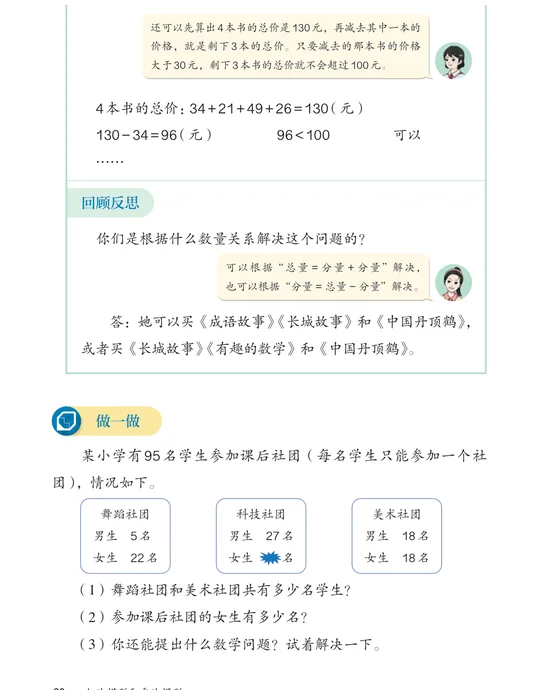 还可以先算出4本书的总价是130元，再减去其中一本的
价格，就是剩下3本的总价。只要减去的那本书的价格
大于30元，剩下3本书的总价就不会超过100元。
4本书的总价：34+21+49+26=130（元）
130−34=96（元） 96<100 可以
……
回顾反思
你们是根据什么数量关系解决这个问题的？
可以根据“总量=分量+分量”解决，
也可以根据“分量=总量−分量”解决。
答：她可以买《成语故事》《长城故事》和《中国丹顶鹤》，
或者买《长城故事》《有趣的数学》和《中国丹顶鹤》。
做一做
某小学有95名学生参加课后社团（每名学生只能参加一个社
团），情况如下。
舞蹈社团 科技社团 美术社团
男生 5名 男生 27名 男生 18名
女生 22名 女生 名 女生 18名
（1）舞蹈社团和美术社团共有多少名学生？
（2）参加课后社团的女生有多少名？
（3）你还能提出什么数学问题？试着解决一下。